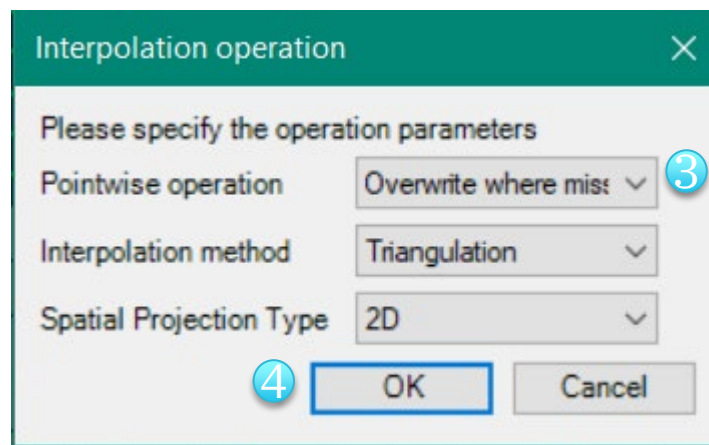 Interpolation operation
Please specify the operation parameters
Pointwise operation Overwrite where miss 3
Interpolation method Triangulation
Spatial Projection Type 2D
4 OK Cancel